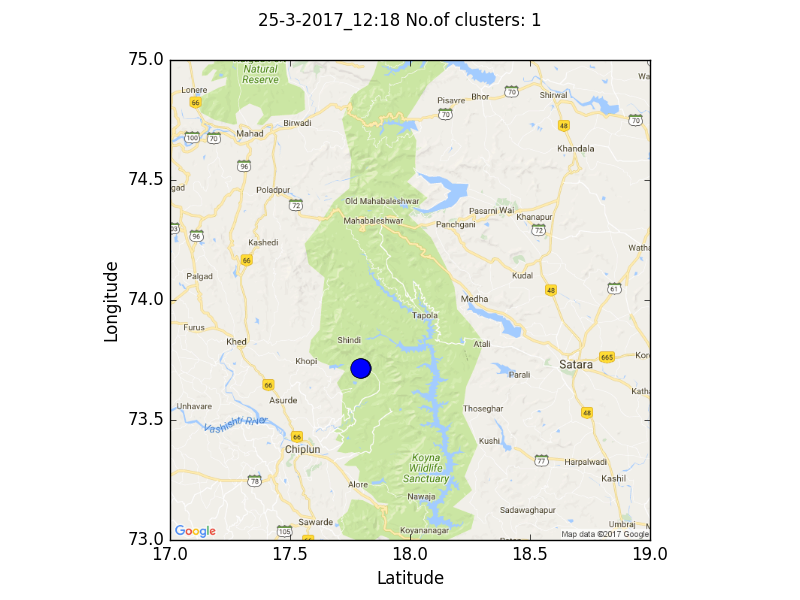 25-3-2017_12:18 No.of clusters: 1
75.0
74.5
74.0
73.5
73.0
17.0
17.5
18.0
18.5
19.0
Longitude
Latitude
Natural
Reserve
Lonere
66
Pisavre
Bhor
70
Shirwal
Wa
70
Birwadi
70
48
100
70
Mahad
Khandala
96
gad
Poladpur
72
Old Mahabaleshwar
Mahabaleshwar
Pasarni
Wai
Khanapur
Panchgani
72
96
Kashedi
66
Watha
Palgad
Kudal
48
61
Medha
Furus
Tapola
Khed
Shindi
Atali
665
Kor
Khopi
Satara
Parali
66
Kath
Unhavare
Asurde
Thoseghar
48
Vashishti River
66
Chiplun
Kushi
Koyna
Wildlife
Sanctuary
77
Harpalwadi
78
Alore
Kashil
Nawaja
Sadawaghapur
Sawarde
105
Koyananagar
Umbraj
Google
Map data ©2017 Google